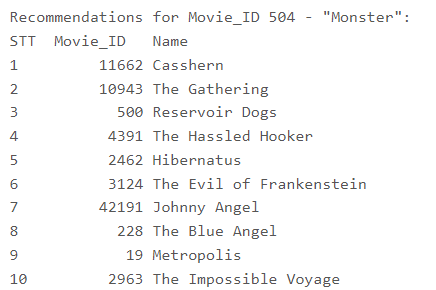 Recommendations for Movie_ID 504 - "Monster":
STT Movie_ID Name
1 11662 Casshern
2 10943 The Gathering
3 500 Reservoir Dogs
4 4391 The Hassled Hooker
5 2462 Hibernatus
6 3124 The Evil of Frankenstein
7 42191 Johnny Angel
8 228 The Blue Angel
9 19 Metropolis
10 2963 The Impossible Voyage